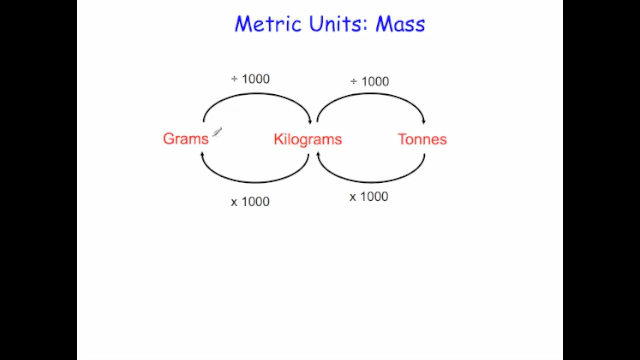 Metric Units: Mass
÷ 1000
÷ 1000
Grams
Kilograms
Tonnes
x 1000
x 1000